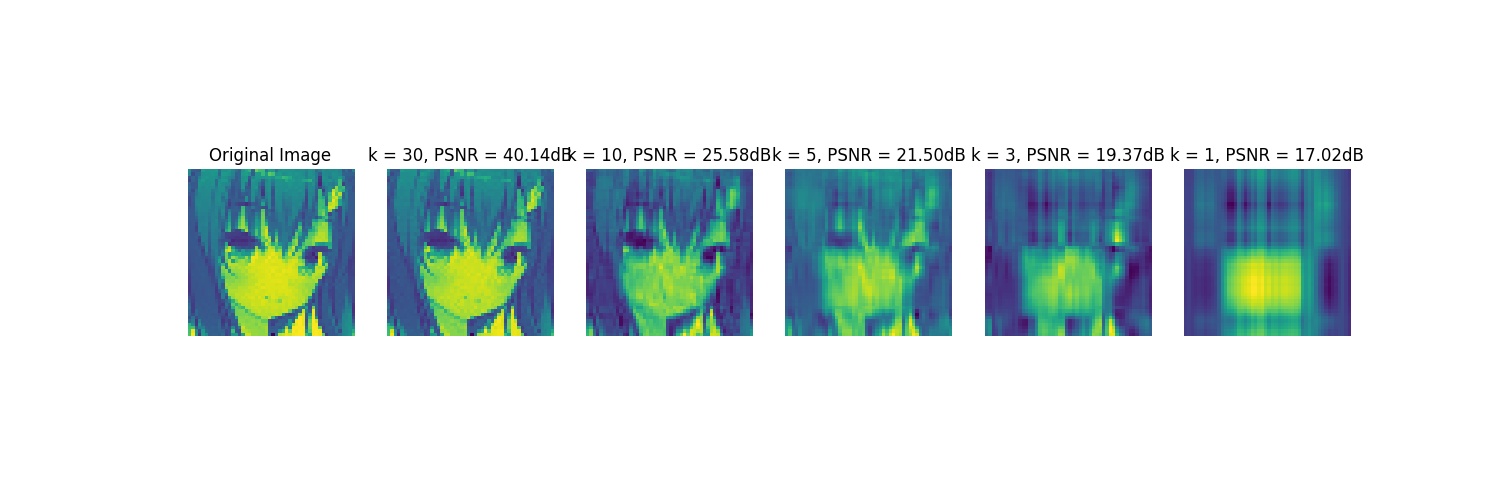 Original Image
k = 30, PSNR = 40.14dB
k = 10, PSNR = 25.58dB
k = 5, PSNR = 21.50dB
k = 3, PSNR = 19.37dB
k = 1, PSNR = 17.02dB